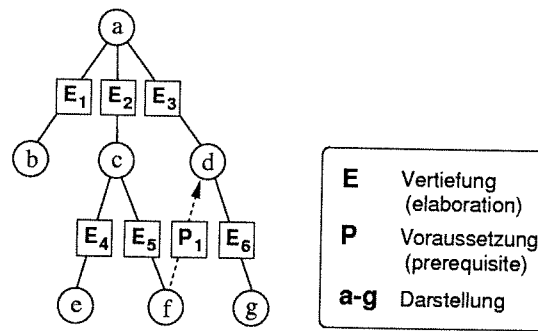 a
E1 E2 E3
b c d
E4 E5 P1 E6
e f g
E Vertiefung
(elaboration)
P Voraussetzung
(prerequisite)
a-g Darstellung